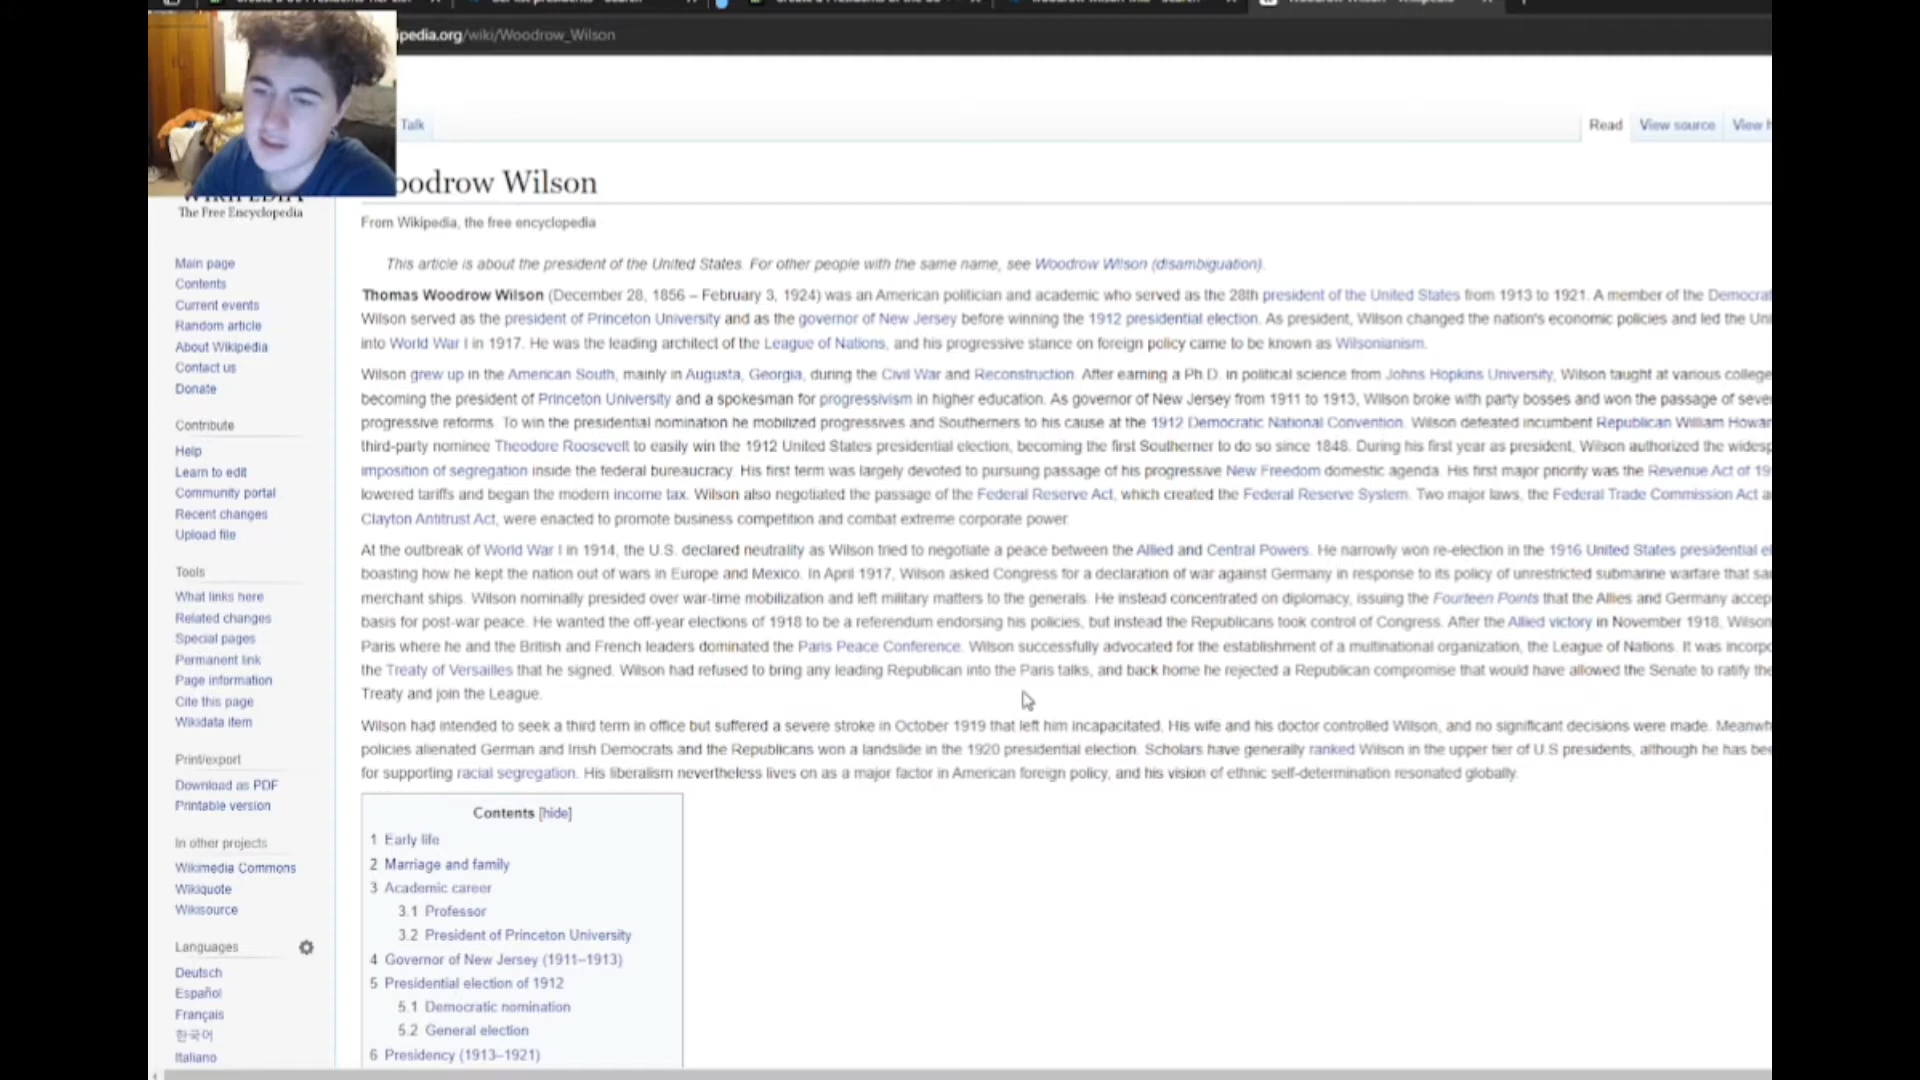 ipedia.org/wiki/Woodrow_Wilson
Talk
Read
View source
View h
oodrow Wilson
WIKIPEDIA
The Free Encyclopedia
From Wikipedia, the free encyclopedia
This article is about the president of the United States. For other people with the same name, see Woodrow Wilson (disambiguation).
Thomas Woodrow Wilson (December 28, 1856 – February 3, 1924) was an American politician and academic who served as the 28th president of the United States from 1913 to 1921. A member of the Democrat
Wilson served as the president of Princeton University and as the governor of New Jersey before winning the 1912 presidential election. As president, Wilson changed the nation's economic policies and led the Uni
into World War I in 1917. He was the leading architect of the League of Nations, and his progressive stance on foreign policy came to be known as Wilsonianism.
Wilson grew up in the American South, mainly in Augusta, Georgia, during the Civil War and Reconstruction. After earning a Ph.D. in political science from Johns Hopkins University, Wilson taught at various college
becoming the president of Princeton University and a spokesman for progressivism in higher education. As governor of New Jersey from 1911 to 1913, Wilson broke with party bosses and won the passage of seve
progressive reforms. To win the presidential nomination he mobilized progressives and Southerners to his cause at the 1912 Democratic National Convention. Wilson defeated incumbent Republican William Howar
third-party nominee Theodore Roosevelt to easily win the 1912 United States presidential election, becoming the first Southerner to do so since 1848. During his first year as president, Wilson authorized the widesp
imposition of segregation inside the federal bureaucracy. His first term was largely devoted to pursuing passage of his progressive New Freedom domestic agenda. His first major priority was the Revenue Act of 19
lowered tariffs and began the modern income tax. Wilson also negotiated the passage of the Federal Reserve Act, which created the Federal Reserve System. Two major laws, the Federal Trade Commission Act a
Clayton Antitrust Act, were enacted to promote business competition and combat extreme corporate power.
At the outbreak of World War I in 1914, the U.S. declared neutrality as Wilson tried to negotiate a peace between the Allied and Central Powers. He narrowly won re-election in the 1916 United States presidential el
boasting how he kept the nation out of wars in Europe and Mexico. In April 1917, Wilson asked Congress for a declaration of war against Germany in response to its policy of unrestricted submarine warfare that sa
merchant ships. Wilson nominally presided over war-time mobilization and left military matters to the generals. He instead concentrated on diplomacy, issuing the Fourteen Points that the Allies and Germany accep
basis for post-war peace. He wanted the off-year elections of 1918 to be a referendum endorsing his policies, but instead the Republicans took control of Congress. After the Allied victory in November 1918, Wilson
Paris where he and the British and French leaders dominated the Paris Peace Conference. Wilson successfully advocated for the establishment of a multinational organization, the League of Nations. It was incorpo
the Treaty of Versailles that he signed. Wilson had refused to bring any leading Republican into the Paris talks, and back home he rejected a Republican compromise that would have allowed the Senate to ratify the
Treaty and join the League.
Wilson had intended to seek a third term in office but suffered a severe stroke in October 1919 that left him incapacitated. His wife and his doctor controlled Wilson, and no significant decisions were made. Meanwh
policies alienated German and Irish Democrats and the Republicans won a landslide in the 1920 presidential election. Scholars have generally ranked Wilson in the upper tier of U.S presidents, although he has bee
for supporting racial segregation. His liberalism nevertheless lives on as a major factor in American foreign policy, and his vision of ethnic self-determination resonated globally.
Contents [hide]
1 Early life
2 Marriage and family
3 Academic career
3.1 Professor
3.2 President of Princeton University
4 Governor of New Jersey (1911–1913)
5 Presidential election of 1912
5.1 Democratic nomination
5.2 General election
6 Presidency (1913–1921)
Main page
Contents
Current events
Random article
About Wikipedia
Contact us
Donate
Contribute
Help
Learn to edit
Community portal
Recent changes
Upload file
Tools
What links here
Related changes
Special pages
Permanent link
Page information
Cite this page
Wikidata item
Print/export
Download as PDF
Printable version
In other projects
Wikimedia Commons
Wikiquote
Wikisource
Languages
Deutsch
Español
Français
한국어
Italiano